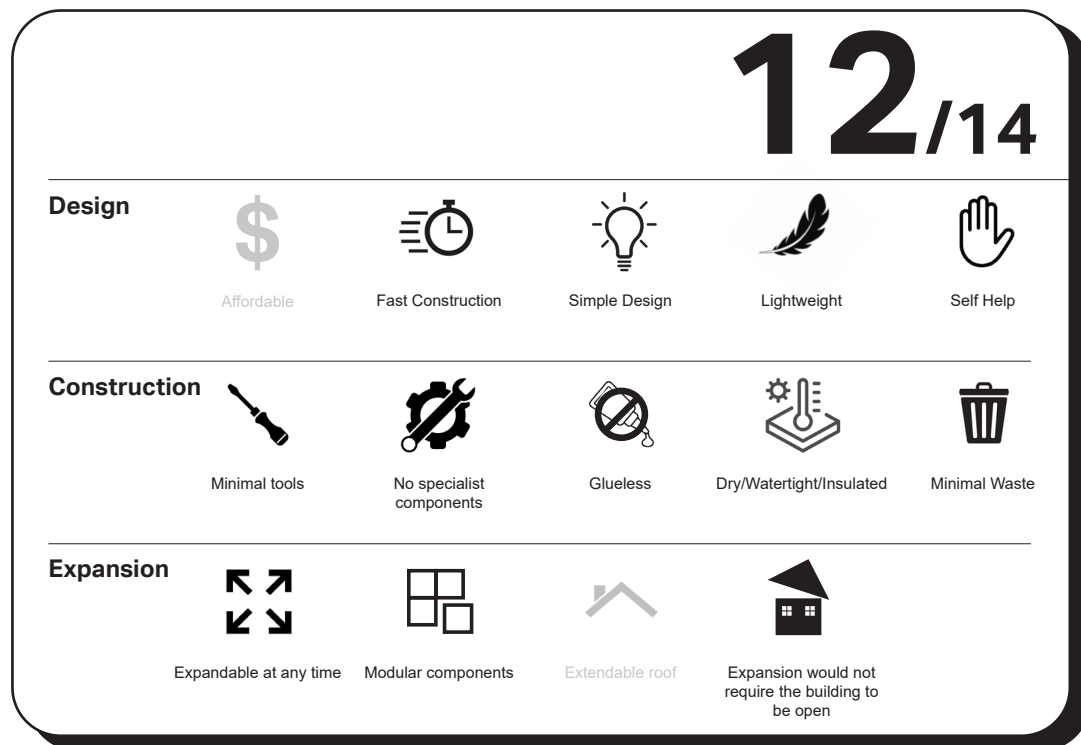 12/14
Design
Affordable
Fast Construction
Simple Design
Lightweight
Self Help
Construction
Minimal tools
No specialist
components
Glueless
Dry/Watertight/Insulated
Minimal Waste
Expansion
Expandable at any time
Modular components
Extendable roof
Expansion would not
require the building to
be open